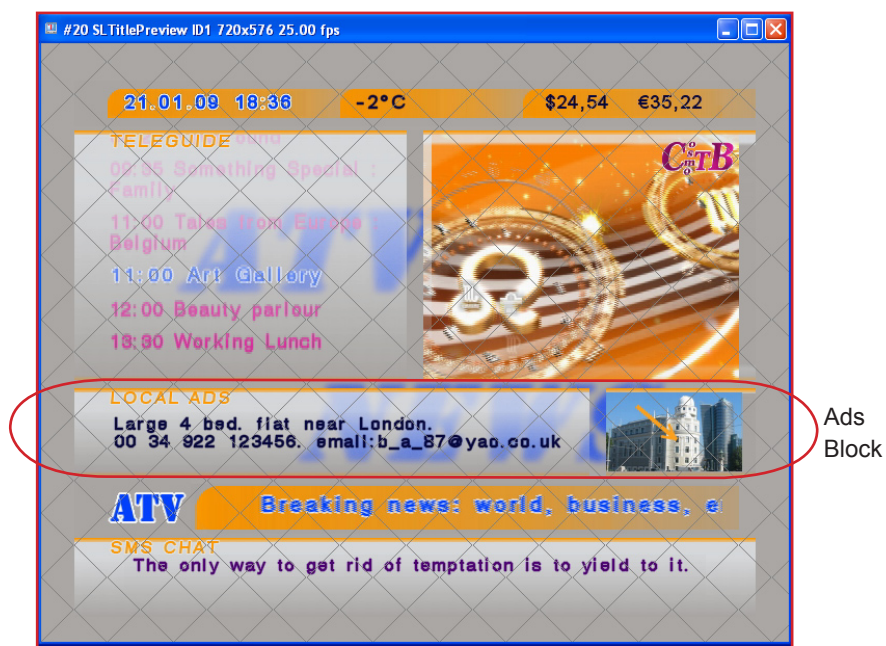 #20 SLTitlePreview ID1 720x576 25.00 fps
21.01.09 18:36 -2°C $24,54 €35,22
TELEGUIDE
09:35 Something Special :
Family
11:00 Tales from Europe :
Belgium
11:00 Art Gallery
12:00 Beauty parlour
13:30 Working Lunch
CosmoTB
ATV
NEWS
LOCAL ADS
Large 4 bed. flat near London.
00 34 922 123456. email:b_a_87@yao.co.uk
Ads
Block
ATV Breaking news: world, business, e
SMS CHAT
The only way to get rid of temptation is to yield to it.